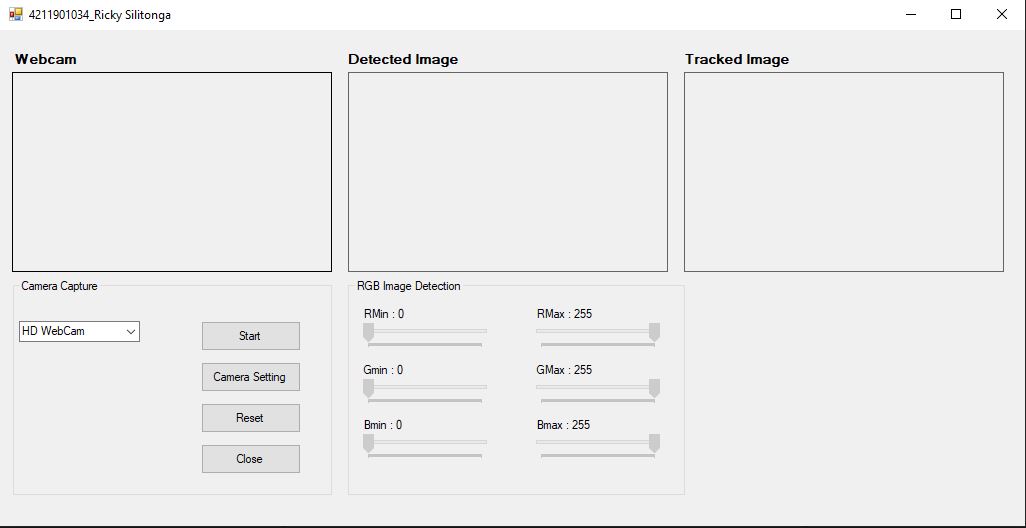 4211901034_Ricky Silitonga
Webcam
Detected Image
Tracked Image
Camera Capture
HD WebCam
Start
Camera Setting
Reset
Close
RGB Image Detection
RMin : 0
RMax : 255
Gmin : 0
GMax : 255
Bmin : 0
Bmax : 255